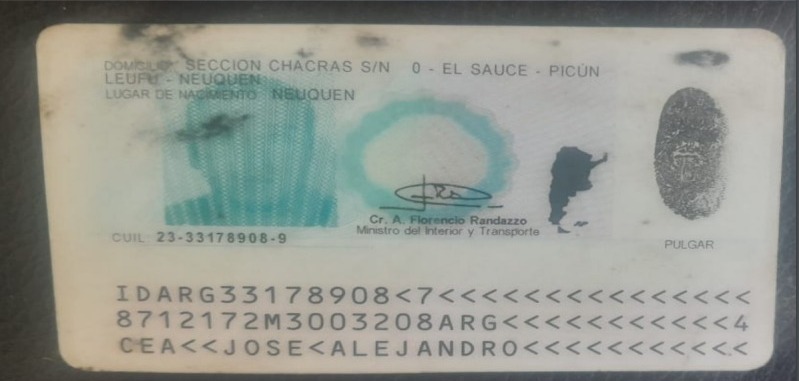 DOMICILIO: SECCION CHACRAS S/N 0 - EL SAUCE - PICÚN
LEUFU - NEUQUEN
LUGAR DE NACIMIENTO NEUQUEN
Cr. A. Florencio Randazzo
Ministro del Interior y Transporte
CUIL: 23-33178908-9
PULGAR
IDARG33178908<7<<<<<<<<<<<<<<<
8712172M3003208ARG<<<<<<<<<<<4
CEA<<JOSE<ALEJANDRO<<<<<<<<<<<